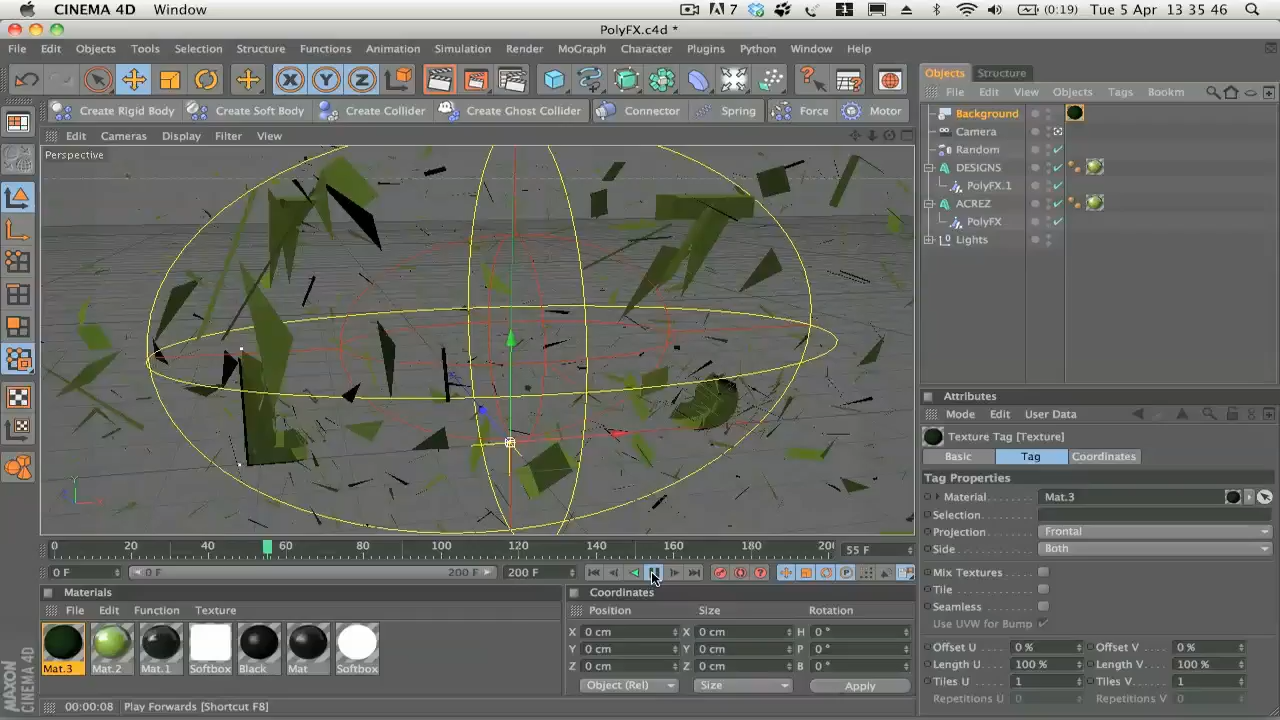 CINEMA 4D Window 7 1 (0:19) Tue 5 Apr 13 35 46
PolyFX.c4d *
File Edit Objects Tools Selection Structure Functions Animation Render Simulation MoGraph Character Plugins Python Window Help
X Y Z
Objects Structure
File Edit View Objects Tags Bookm
Create Rigid Body Create Soft Body Create Collider Create Ghost Collider Connector Spring Force Motor
Edit Cameras Display Filter View
Perspective
Background
Camera
Random
DESIGNS
PolyFX.1
ACREZ
PolyFX
Lights
Attributes
Mode Edit User Data
Texture Tag [Texture]
Basic Tag Coordinates
Tag Properties
Material Mat.3
Selection
Projection Frontal
Side Both
Mix Textures
Tile
Seamless
Use UVW for Bump
Offset U 0 % Offset V 0 %
Length U 100 % Length V 100 %
Tiles U 1 Tiles V 1
Repetitions U 0 Repetitions V 0
Y
X
0 20 40 60 80 100 120 140 160 180 20 55 F
0 F 0 F 200 F 200 F
Materials
File Edit Function Texture
Mat.3 Mat.2 Mat.1 Softbox Black Mat Softbox
Coordinates
Position Size Rotation
X 0 cm X 0 cm H 0 °
Y 0 cm Y 0 cm P 0 °
Z 0 cm Z 0 cm B 0 °
Object (Rel) Size Apply
MAXON
CINEMA 4D
00:00:08 Play Forwards [Shortcut F8]